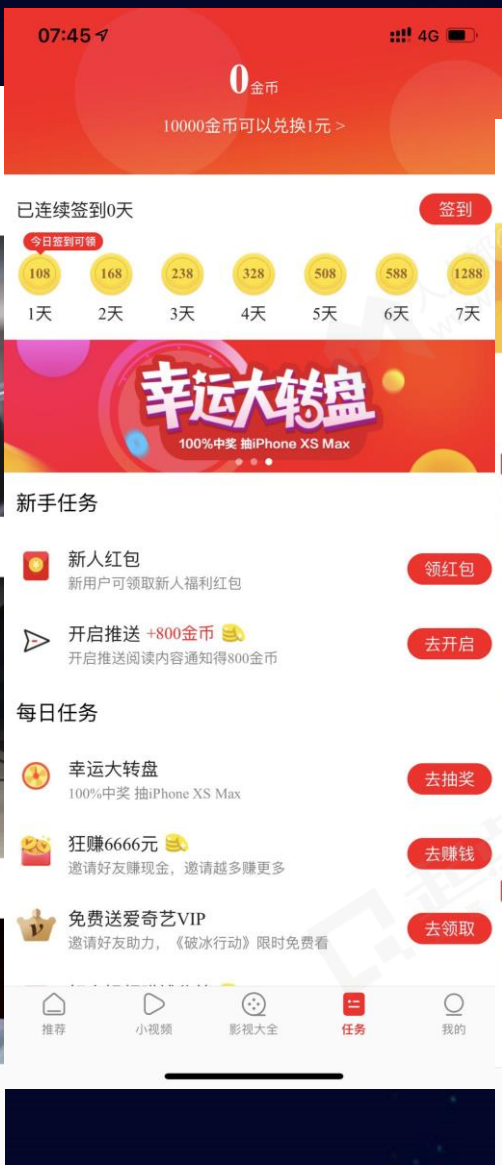 07:45
4G
0金币
10000金币可以兑换1元 >
已连续签到0天
签到
今日签到可领
108 168 238 328 508 588 1288
1天 2天 3天 4天 5天 6天 7天
幸运大转盘
100%中奖 抽iPhone XS Max
新手任务
新人红包
新用户可领取新人福利红包
领红包
开启推送 +800金币
开启推送阅读内容通知得800金币
去开启
每日任务
幸运大转盘
100%中奖 抽iPhone XS Max
去抽奖
狂赚6666元
邀请好友赚现金，邀请越多赚更多
去赚钱
免费送爱奇艺VIP
邀请好友助力，《破冰行动》限时免费看
去领取
推荐 小视频 影视大全 任务 我的